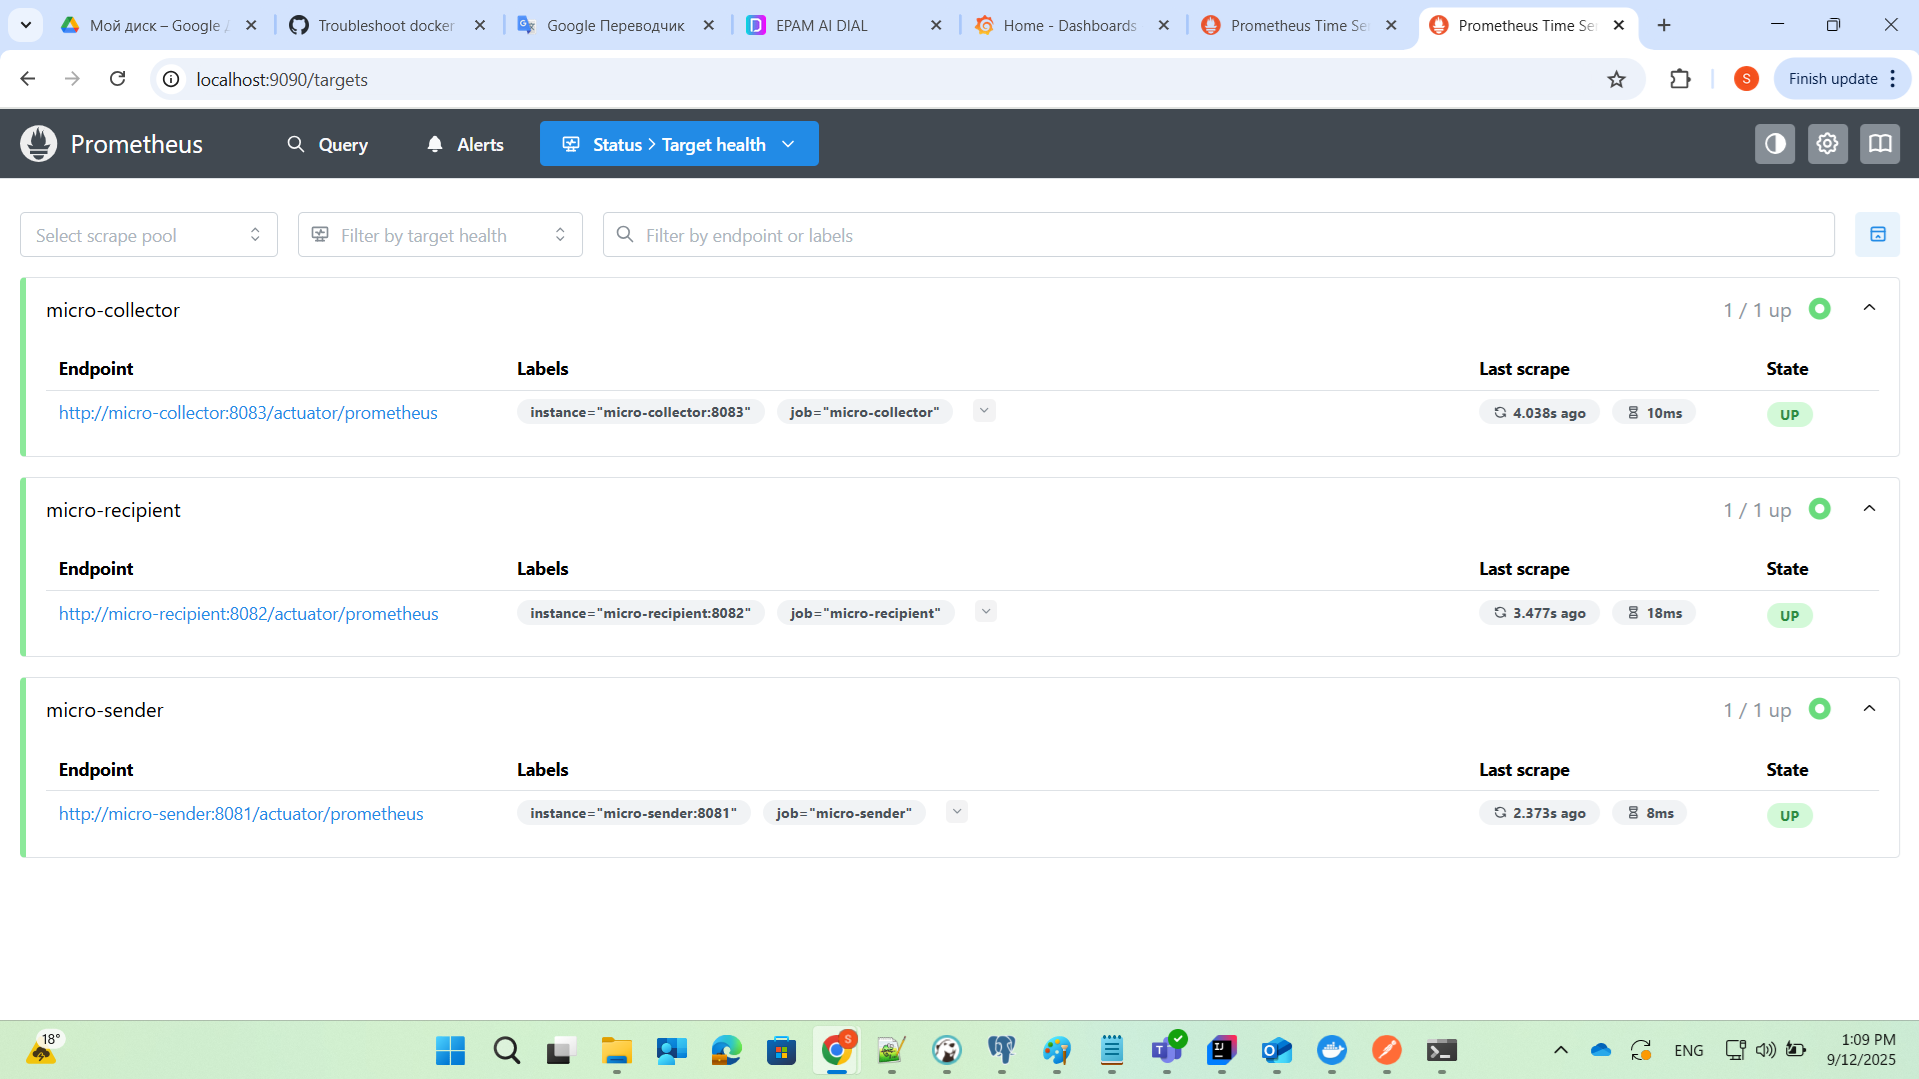 Мой диск – Google Д
Troubleshoot docker
Google Переводчик
EPAM AI DIAL
Home - Dashboards
Prometheus Time Ser
Prometheus Time Ser
localhost:9090/targets
S
Finish update
Prometheus
Query
Alerts
Status > Target health
Select scrape pool
Filter by target health
Filter by endpoint or labels
micro-collector
1 / 1 up
Endpoint Labels Last scrape State
http://micro-collector:8083/actuator/prometheus instance="micro-collector:8083" job="micro-collector" 4.038s ago 10ms UP
micro-recipient
1 / 1 up
Endpoint Labels Last scrape State
http://micro-recipient:8082/actuator/prometheus instance="micro-recipient:8082" job="micro-recipient" 3.477s ago 18ms UP
micro-sender
1 / 1 up
Endpoint Labels Last scrape State
http://micro-sender:8081/actuator/prometheus instance="micro-sender:8081" job="micro-sender" 2.373s ago 8ms UP
18°
ENG
1:09 PM
9/12/2025